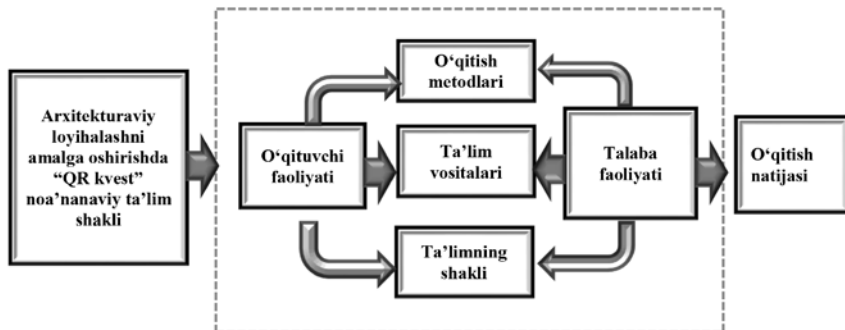 Arxitekturaviy
loyihalashni
amalga oshirishda
“QR kvest”
noa’nanaviy ta’lim
shakli
O‘qituvchi
faoliyati
O‘qitish
metodlari
Ta’lim
vositalari
Ta’limning
shakli
Talaba
faoliyati
O‘qitish
natijasi